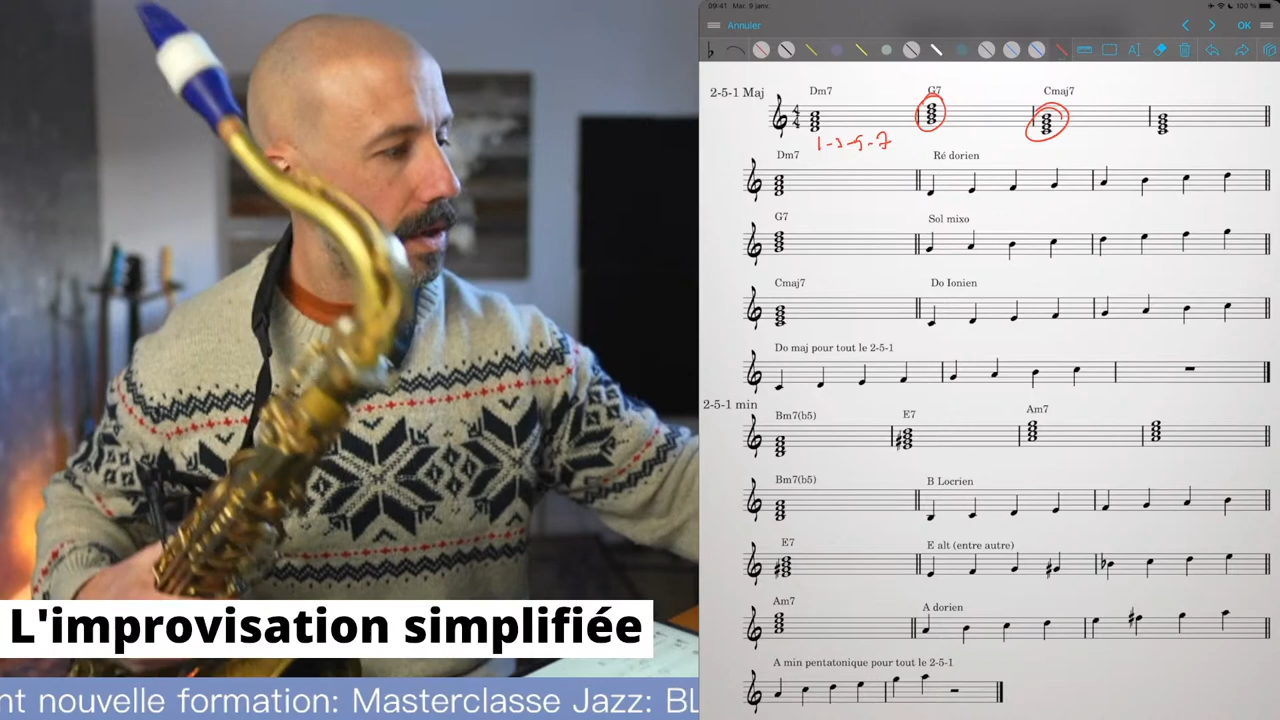 09:41 Mar. 9 janv.
100 %
Annuler
OK
2-5-1 Maj
Dm7 G7 Cmaj7
1-3-5-7
Dm7 Ré dorien
G7 Sol mixo
Cmaj7 Do Ionien
Do maj pour tout le 2-5-1
2-5-1 min
Bm7(b5) E7 Am7
Bm7(b5) B Locrien
E7 E alt (entre autre)
Am7 A dorien
A min pentatonique pour tout le 2-5-1
L'improvisation simplifiée
nt nouvelle formation: Masterclasse Jazz: BL